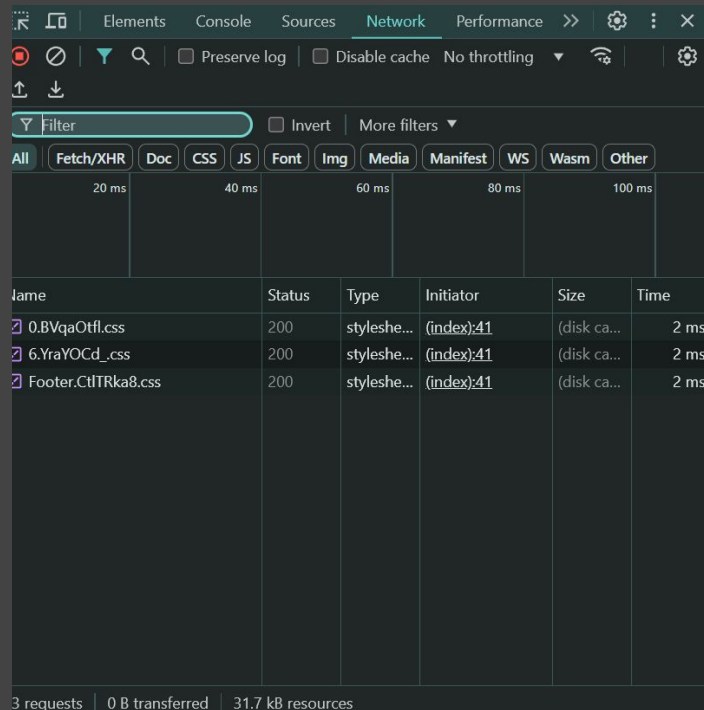 Elements Console Sources Network Performance
Preserve log Disable cache No throttling
Filter Invert More filters
All Fetch/XHR Doc CSS JS Font Img Media Manifest WS Wasm Other
20 ms 40 ms 60 ms 80 ms 100 ms
Name Status Type Initiator Size Time
0.BVqaOtfl.css 200 styleshe... (index):41 (disk ca... 2 ms
6.YraYOCd_.css 200 styleshe... (index):41 (disk ca... 2 ms
Footer.CtlTRka8.css 200 styleshe... (index):41 (disk ca... 2 ms
3 requests 0 B transferred 31.7 kB resources